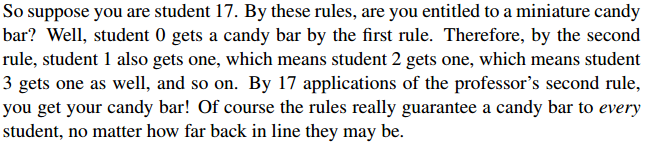 So suppose you are student 17. By these rules, are you entitled to a miniature candy
bar? Well, student 0 gets a candy bar by the first rule. Therefore, by the second
rule, student 1 also gets one, which means student 2 gets one, which means student
3 gets one as well, and so on. By 17 applications of the professor's second rule,
you get your candy bar! Of course the rules really guarantee a candy bar to every
student, no matter how far back in line they may be.